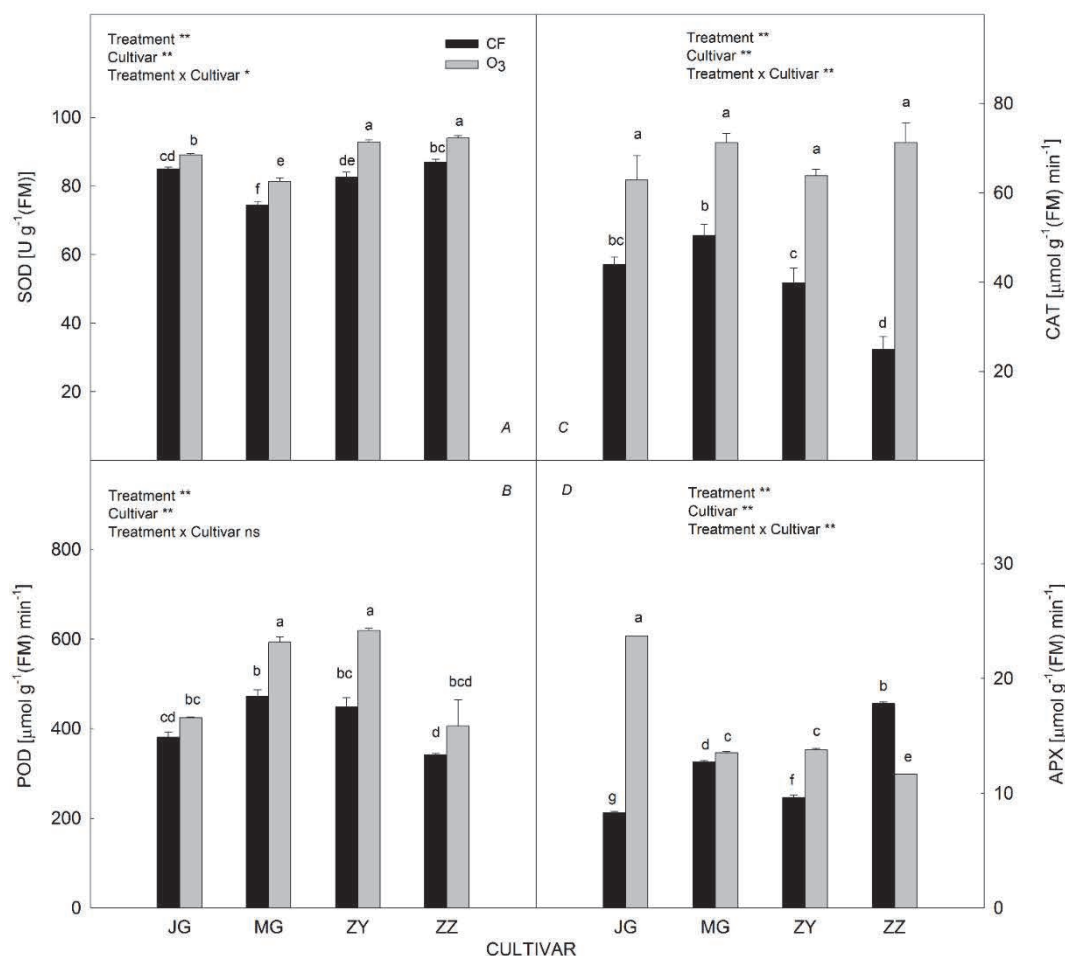 Treatment **
Cultivar **
Treatment x Cultivar *
CF
O3
100
80
60
40
20
SOD [U g-1(FM)]
cd
b
f
e
de
a
bc
a
A
Treatment **
Cultivar **
Treatment x Cultivar **
80
60
40
20
CAT [μmol g-1(FM) min-1]
bc
a
b
a
c
a
d
a
C
Treatment **
Cultivar **
Treatment x Cultivar ns
B
800
600
400
200
0
POD [μmol g-1(FM) min-1]
cd
bc
b
a
bc
a
d
bcd
JG
MG
ZY
ZZ
D
Treatment **
Cultivar **
Treatment x Cultivar **
30
20
10
0
APX [μmol g-1(FM) min-1]
g
a
d
c
f
c
b
e
JG
MG
ZY
ZZ
CULTIVAR